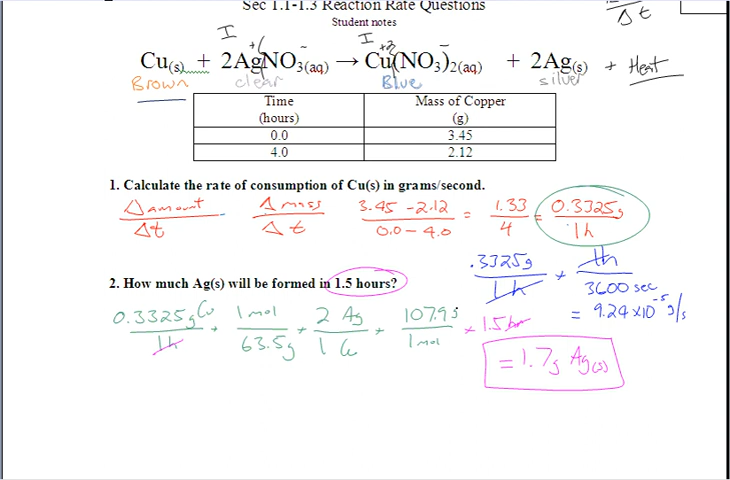 Sec 1.1-1.3 Reaction Rate Questions
Δt
Student notes
I I
+1 - +2 -
Cu(s) + 2AgNO3(aq) → Cu(NO3)2(aq) + 2Ag(s) + Heat
Brown clear Blue silver
Time (hours) Mass of Copper (g)
0.0 3.45
4.0 2.12
1. Calculate the rate of consumption of Cu(s) in grams/second.
Δamount Δmass 3.45 - 2.12 = 1.33 = 0.3325g
Δt Δt 0.0 - 4.0 4 1h
.3325g * 1h
1h 3600 sec
= 9.24 x10^-5 g/s
2. How much Ag(s) will be formed in 1.5 hours?
0.3325g Cu * 1 mol * 2 Ag * 107.9g * 1.5 hr
1h 63.5g 1 Cu 1 mol
= 1.7g Ag(s)